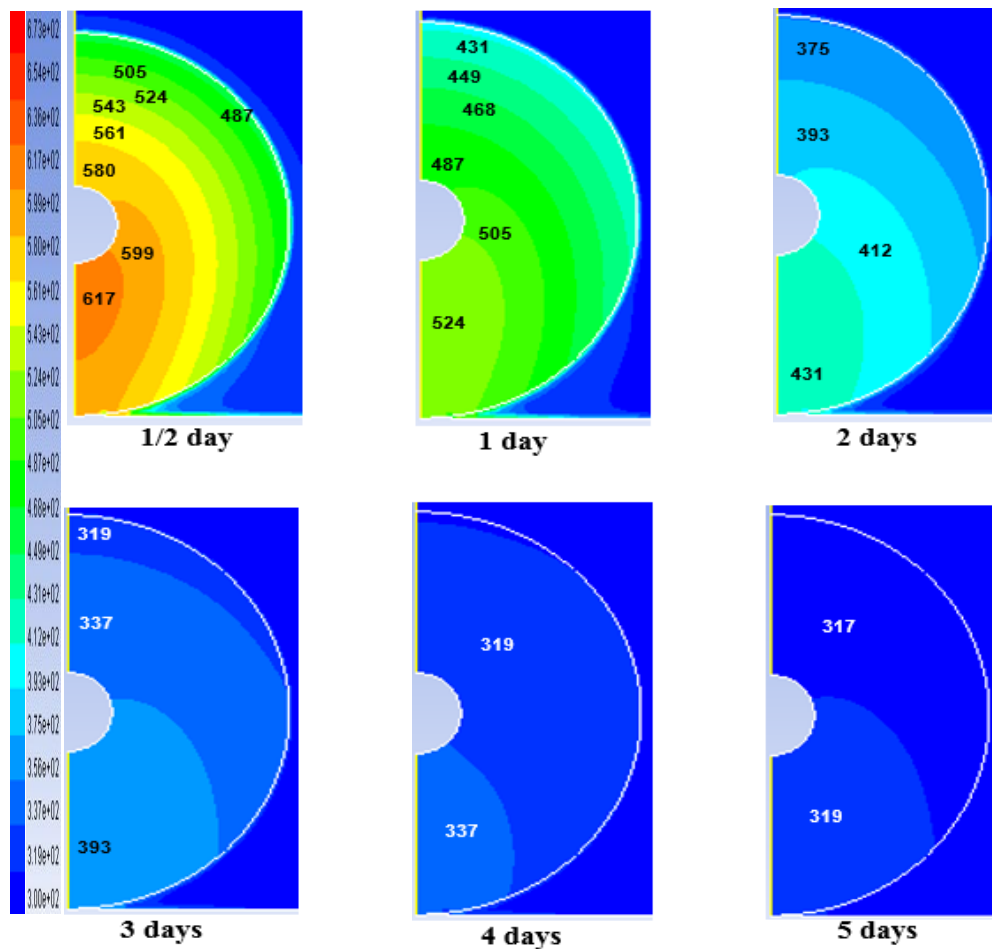 6.73e+02
6.54e+02
6.36e+02
6.17e+02
5.99e+02
5.80e+02
5.61e+02
5.43e+02
5.24e+02
5.05e+02
4.87e+02
4.68e+02
4.49e+02
4.31e+02
4.12e+02
3.93e+02
3.75e+02
3.56e+02
3.37e+02
3.19e+02
3.00e+02
505
524
543
487
561
580
599
617
1/2 day
431
449
468
487
505
524
1 day
375
393
412
431
2 days
319
337
393
3 days
319
337
4 days
317
319
5 days